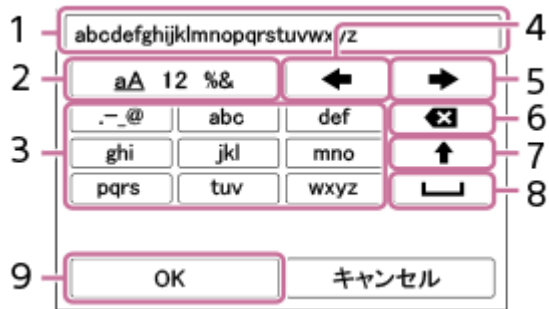 1 abcdefghijklmnopqrstuvwxyz 4
2 aA 12 %& ← → 5
.-_@ abc def 6
3 ghi jkl mno ↑ 7
pqrs tuv wxyz 8
9 OK キャンセル